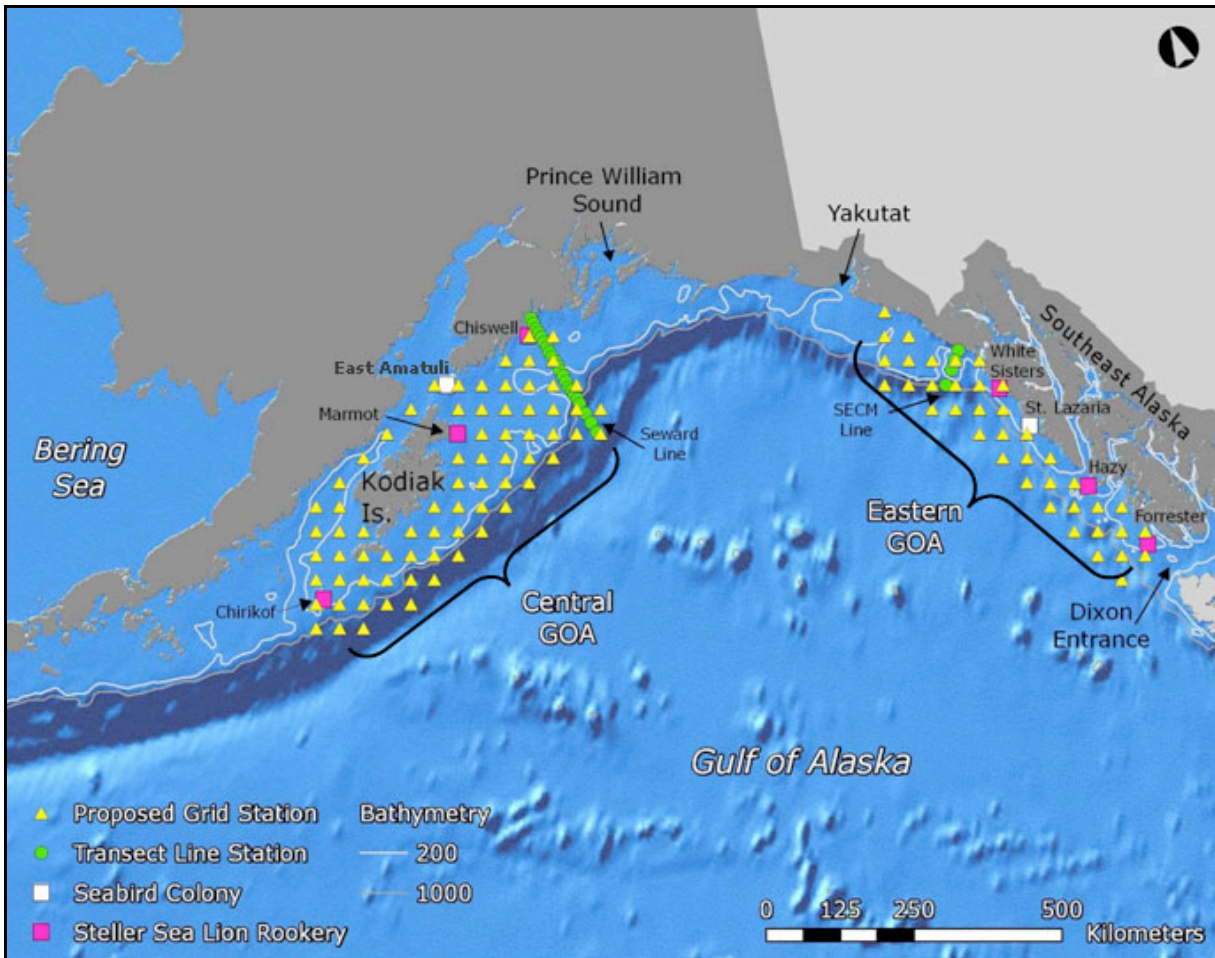 Prince William
Sound
Yakutat
Chiswell
East Amatuli
Marmot
Bering
Sea
Kodiak
Is.
Seward
Line
Chirikof
Central
GOA
Southeast Alaska
White
Sisters
SECM
Line
St. Lazaria
Hazy
Eastern
GOA
Forrester
Dixon
Entrance
Gulf of Alaska
Proposed Grid Station
Transect Line Station
Seabird Colony
Steller Sea Lion Rookery
Bathymetry
200
1000
0 125 250 500
Kilometers